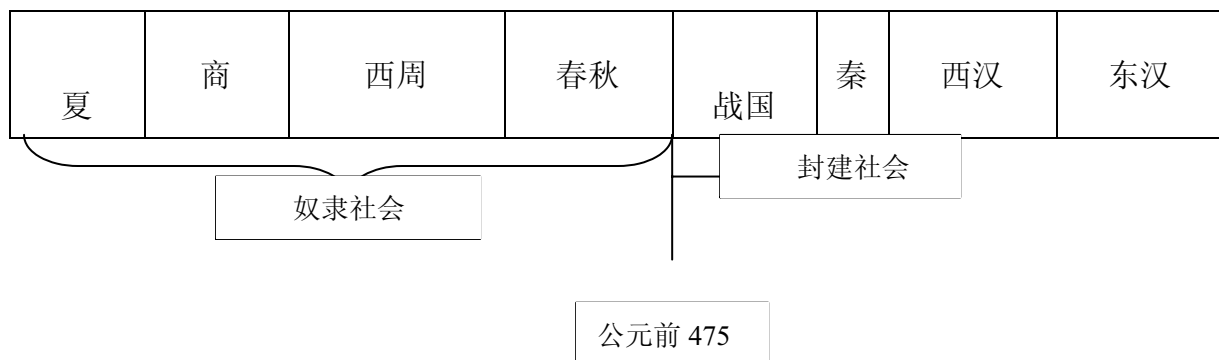 夏 商 西周 春秋 战国 秦 西汉 东汉
奴隶社会 封建社会
公元前 475